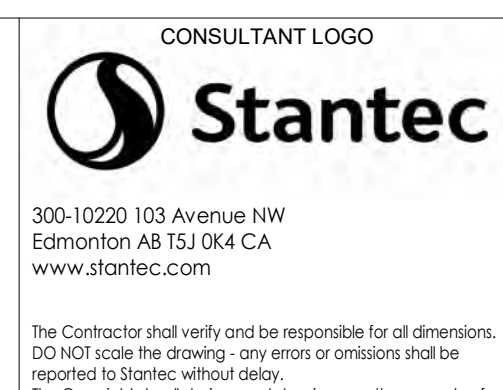 CONSULTANT LOGO
Stantec
300-10220 103 Avenue NW
Edmonton AB T5J 0K4 CA
www.stantec.com
The Contractor shall verify and be responsible for all dimensions.
DO NOT scale the drawing - any errors or omissions shall be
reported to Stantec without delay.